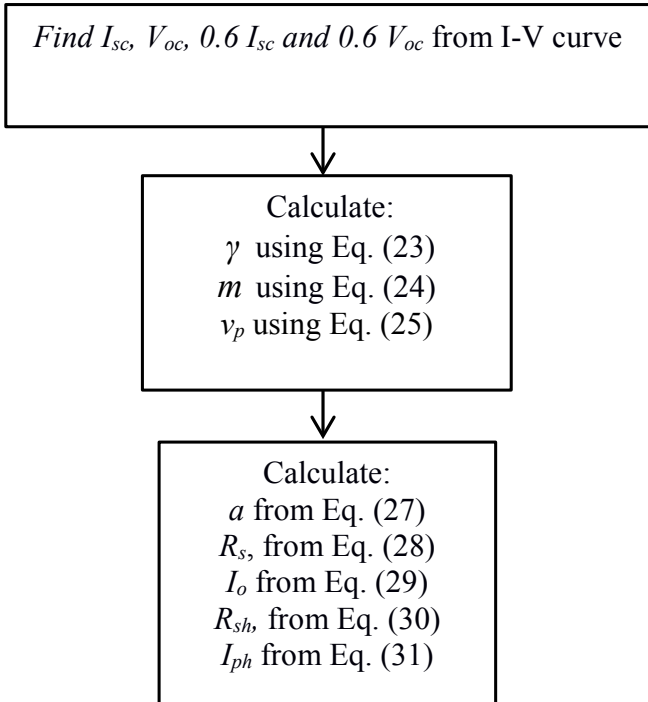 Find Isc, Voc, 0.6 Isc and 0.6 Voc from I-V curve
Calculate:
γ using Eq. (23)
m using Eq. (24)
vp using Eq. (25)
Calculate:
a from Eq. (27)
Rs, from Eq. (28)
Io from Eq. (29)
Rsh, from Eq. (30)
Iph from Eq. (31)